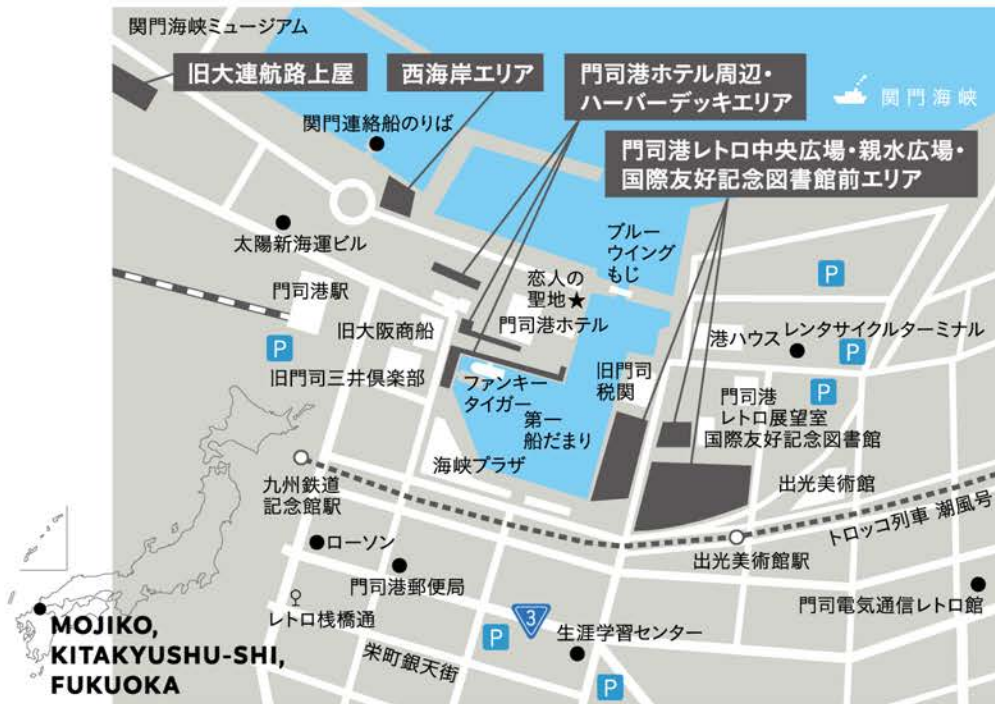 関門海峡ミュージアム
旧大連航路上屋
西海岸エリア
門司港ホテル周辺・
ハーバーデッキエリア
関門海峡
関門連絡船のりば
門司港レトロ中央広場・親水広場・
国際友好記念図書館前エリア
太陽新海運ビル
ブルー
ウイング
もじ
P
門司港駅
恋人の
聖地★
旧大阪商船
門司港ホテル
港ハウス
レンタサイクルターミナル
P
P
旧門司三井倶楽部
ファンキー
タイガー
旧門司
税関
P
門司港
レトロ展望室
第一
船だまり
国際友好記念図書館
海峡プラザ
九州鉄道
記念館駅
出光美術館
トロッコ列車 潮風号
ローソン
出光美術館駅
門司港郵便局
門司電気通信レトロ館
レトロ桟橋通
3
P
生涯学習センター
栄町銀天街
P
MOJIKO,
KITAKYUSHU-SHI,
FUKUOKA